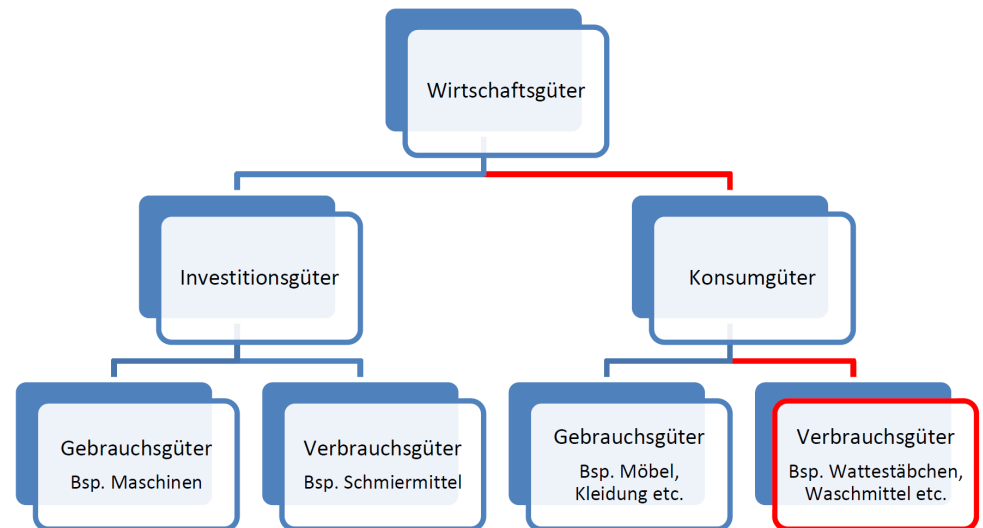 Wirtschaftsgüter
Investitionsgüter
Konsumgüter
Gebrauchsgüter
Bsp. Maschinen
Verbrauchsgüter
Bsp. Schmiermittel
Gebrauchsgüter
Bsp. Möbel,
Kleidung etc.
Verbrauchsgüter
Bsp. Wattestäbchen,
Waschmittel etc.